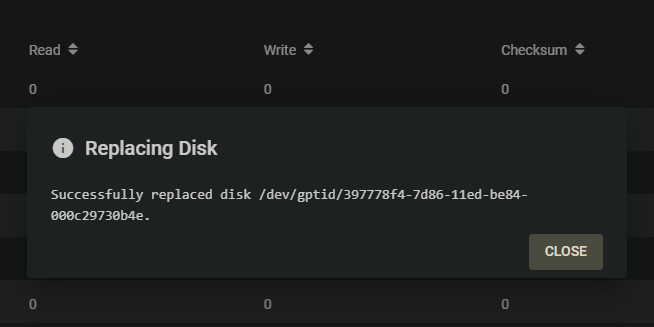 Read Write Checksum
0 0 0
Replacing Disk
Successfully replaced disk /dev/gptid/397778f4-7d86-11ed-be84-
000c29730b4e.
CLOSE
0 0 0